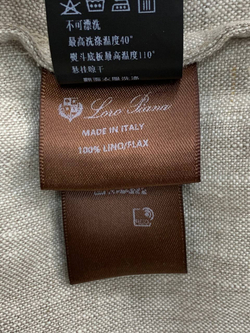 不可漂洗
最高洗涤温度40°
熨斗底板最高温度110°
悬挂晾干
Loro Piana
MADE IN ITALY
100% LINO/FLAX